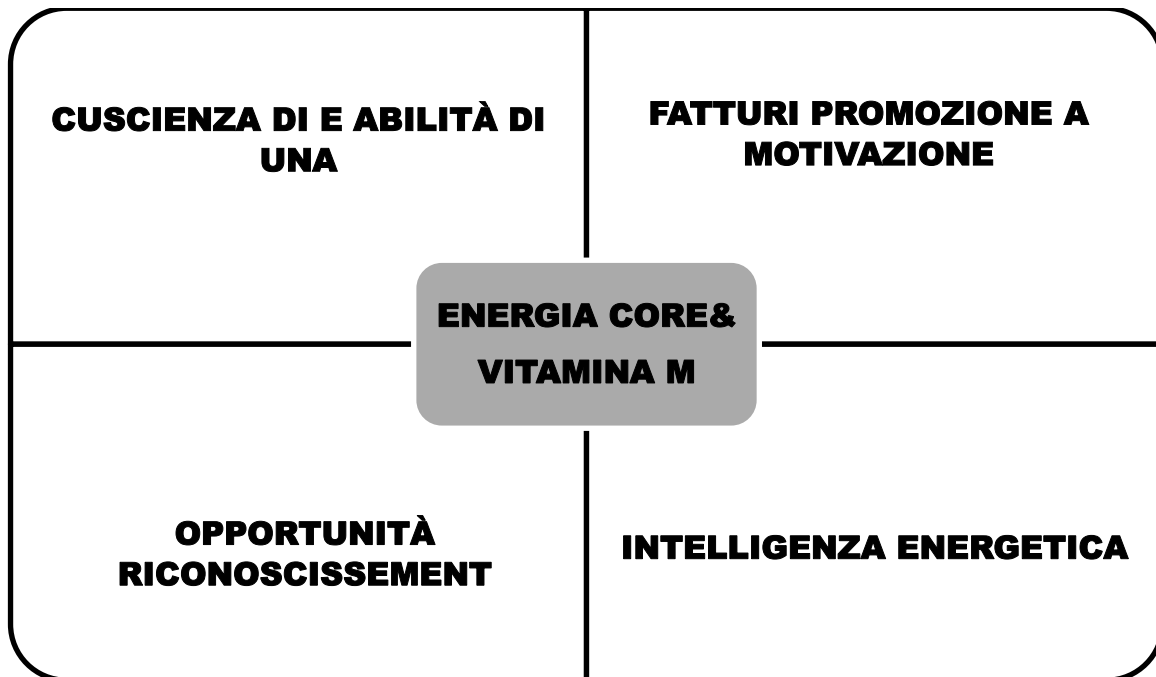 CUSCIENZA DI E ABILITÀ DI
UNA
FATTURI PROMOZIONE A
MOTIVAZIONE
ENERGIA CORE&
VITAMINA M
OPPORTUNITÀ
RICONOSCISSEMENT
INTELLIGENZA ENERGETICA